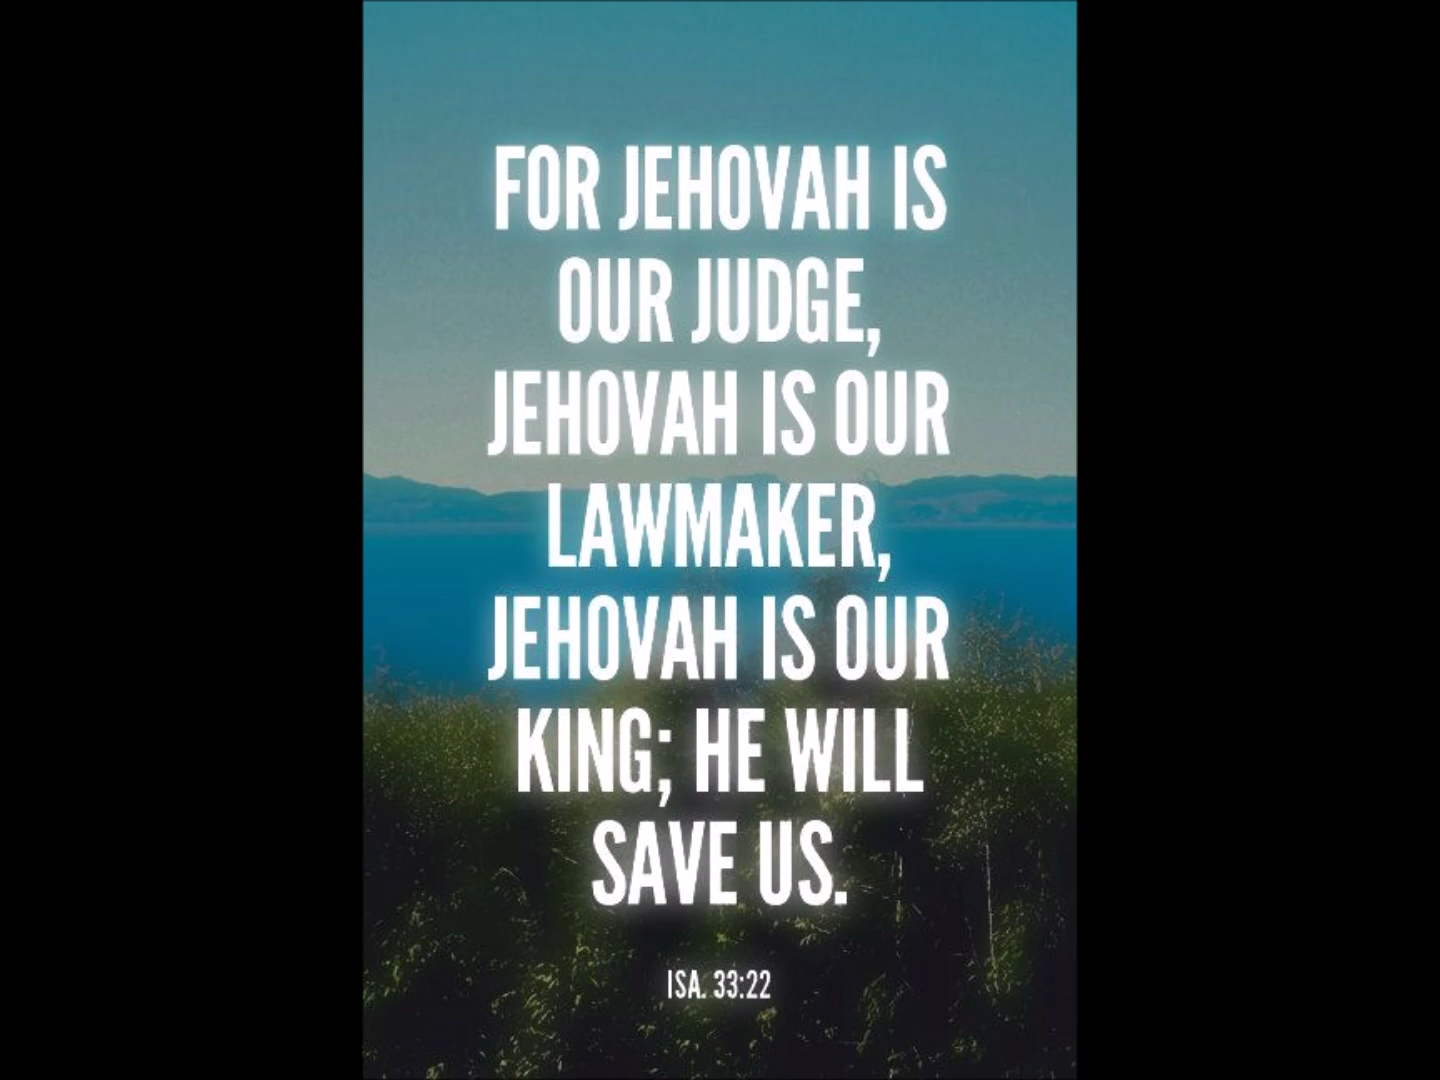 FOR JEHOVAH IS
OUR JUDGE,
JEHOVAH IS OUR
LAWMAKER,
JEHOVAH IS OUR
KING; HE WILL
SAVE US.
ISA. 33:22